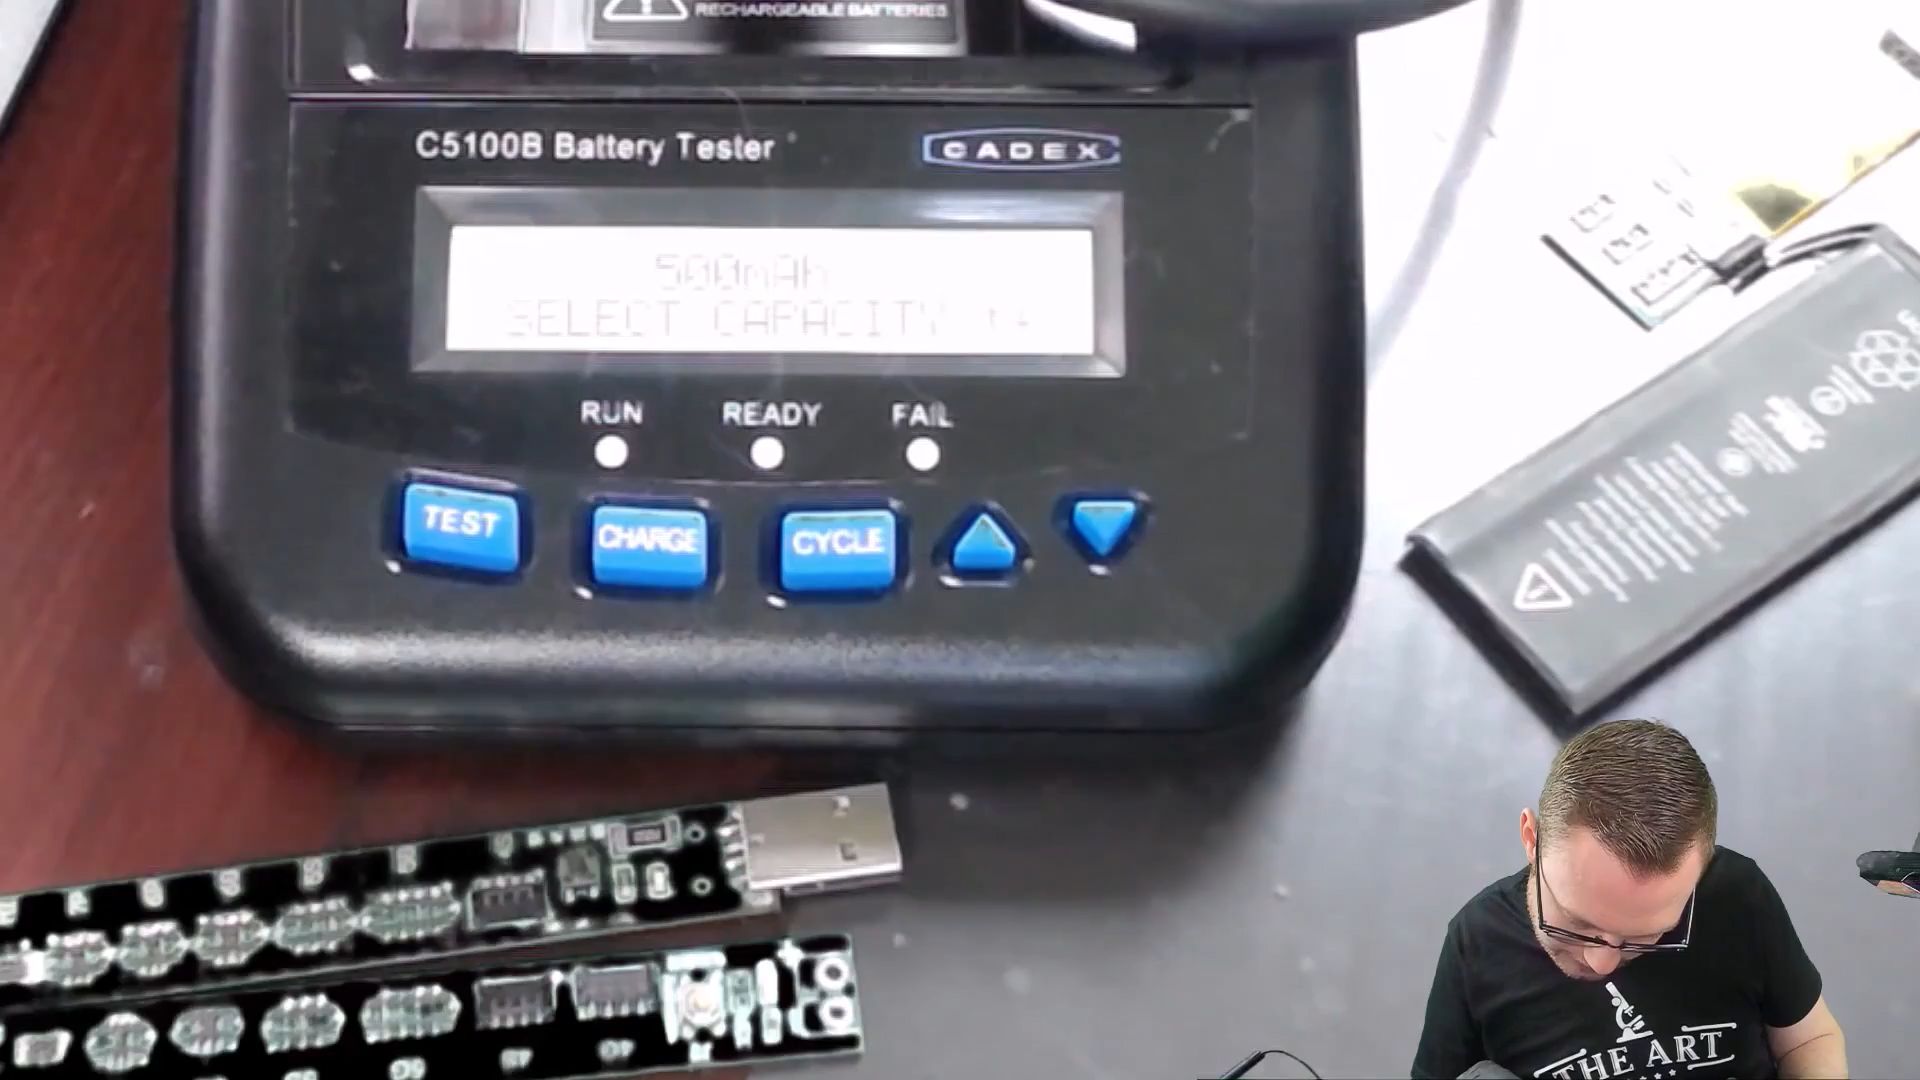 RECHARGEABLE BATTERIES
C5100B Battery Tester
CADEX
500mAh
SELECT CAPACITY
RUN READY FAIL
TEST CHARGE CYCLE
THE ART